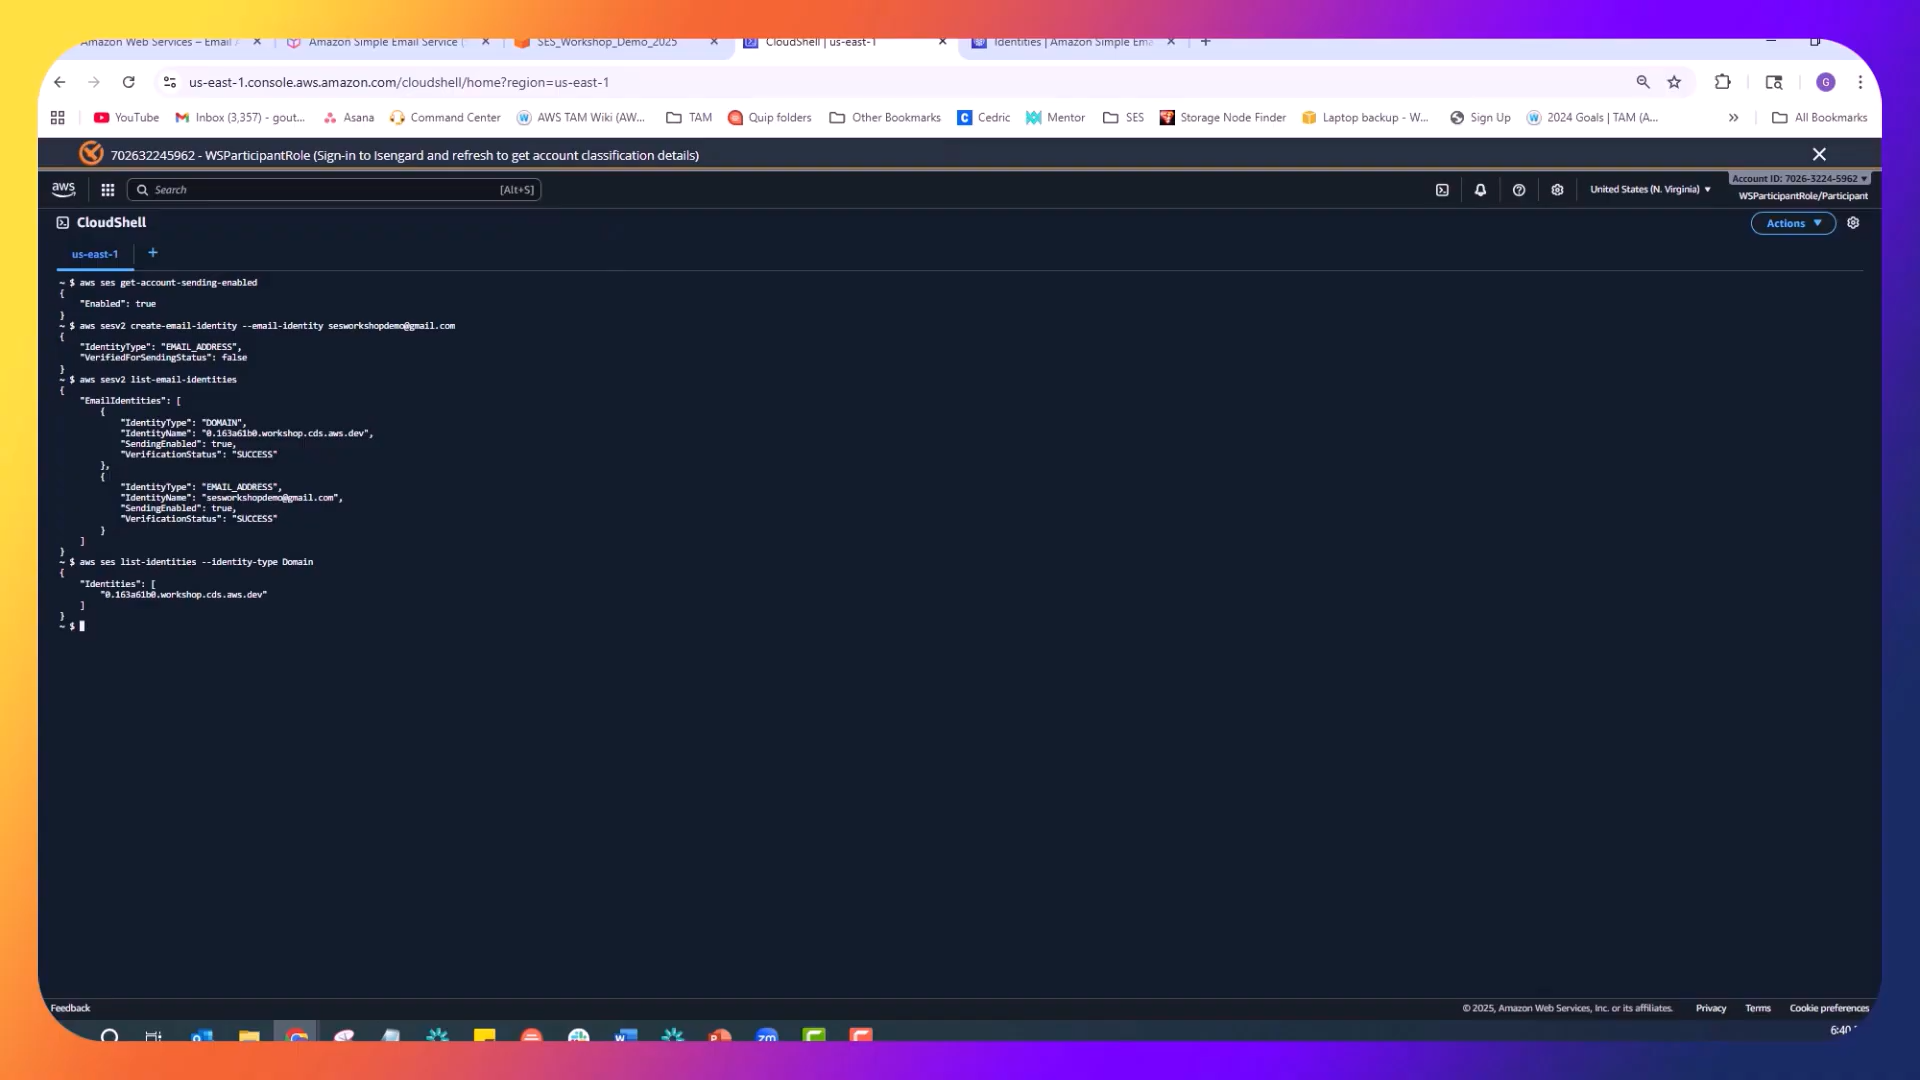 Amazon Web Services – Email A
Amazon Simple Email Service (
SES_Workshop_Demo_2025
CloudShell | us-east-1
Identities | Amazon Simple Ema
us-east-1.console.aws.amazon.com/cloudshell/home?region=us-east-1
G
YouTube
Inbox (3,357) - gout...
Asana
Command Center
AWS TAM Wiki (AW...
TAM
Quip folders
Other Bookmarks
Cedric
Mentor
SES
Storage Node Finder
Laptop backup - W...
Sign Up
2024 Goals | TAM (A...
All Bookmarks
702632245962 - WSParticipantRole (Sign-in to Isengard and refresh to get account classification details)
aws
Search
[Alt+S]
United States (N. Virginia)
Account ID: 7026-3224-5962
WSParticipantRole/Participant
CloudShell
Actions
us-east-1
~ $ aws ses get-account-sending-enabled
{
"Enabled": true
}
~ $ aws sesv2 create-email-identity --email-identity sesworkshopdemo@gmail.com
{
"IdentityType": "EMAIL_ADDRESS",
"VerifiedForSendingStatus": false
}
~ $ aws sesv2 list-email-identities
{
"EmailIdentities": [
{
"IdentityType": "DOMAIN",
"IdentityName": "0.163a61b0.workshop.cds.aws.dev",
"SendingEnabled": true,
"VerificationStatus": "SUCCESS"
},
{
"IdentityType": "EMAIL_ADDRESS",
"IdentityName": "sesworkshopdemo@gmail.com",
"SendingEnabled": true,
"VerificationStatus": "SUCCESS"
}
]
}
~ $ aws ses list-identities --identity-type Domain
{
"Identities": [
"0.163a61b0.workshop.cds.aws.dev"
]
}
~ $
Feedback
© 2025, Amazon Web Services, Inc. or its affiliates.
Privacy
Terms
Cookie preferences
zm
6:40